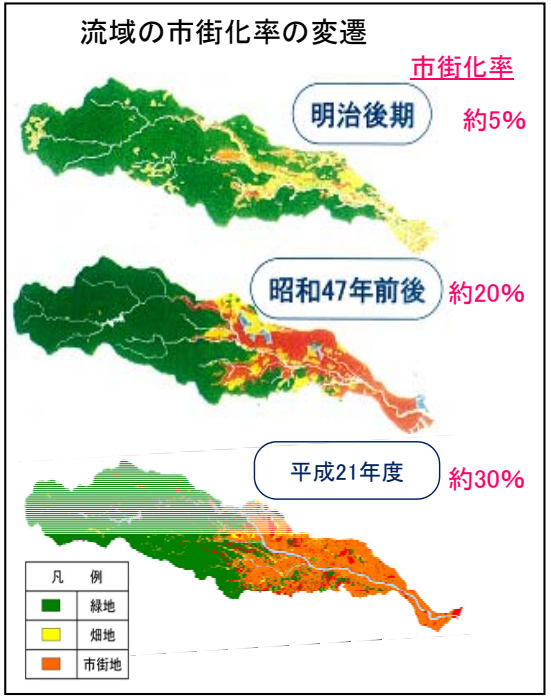 流域の市街化率の変遷
市街化率
明治後期
約5%
昭和47年前後
約20%
平成21年度
約30%
凡 例
緑地
畑地
市街地